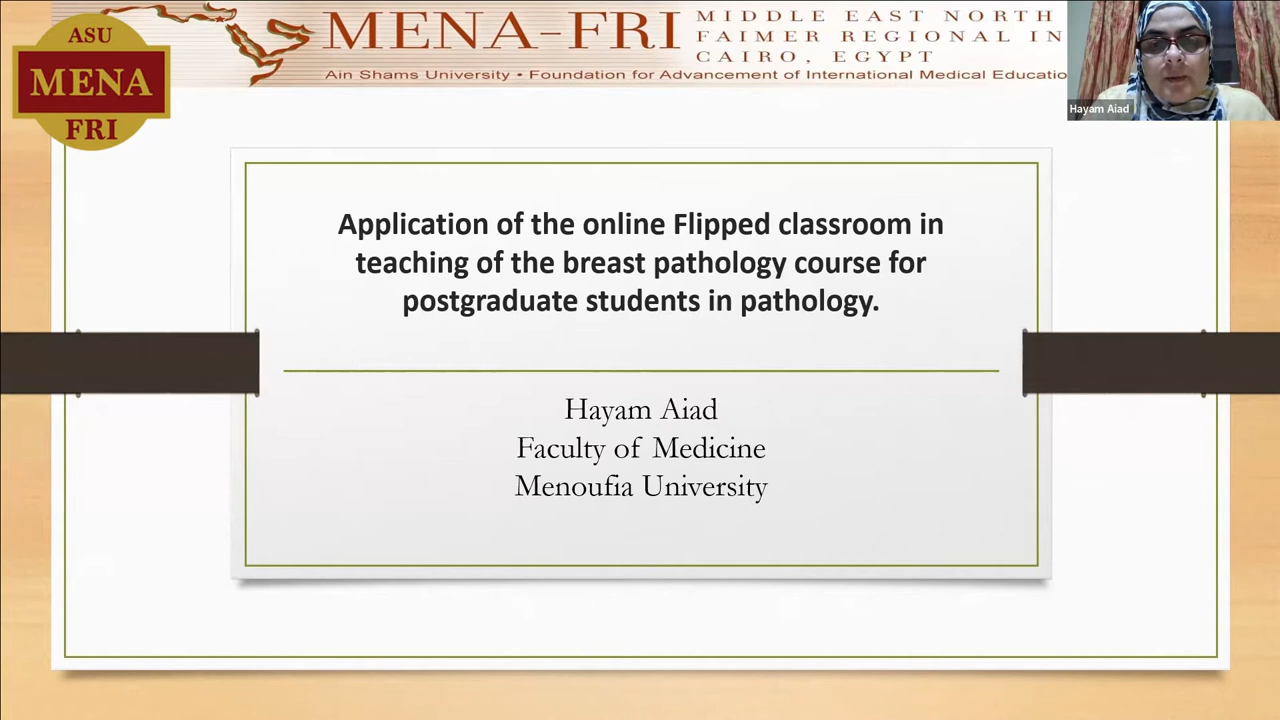 ASU
MENA
FRI
MENA-FRI
MIDDLE EAST NORTH
FAIMER REGIONAL IN
CAIRO, EGYPT
Ain Shams University • Foundation for Advancement of International Medical Educatio
Hayam Aiad
Application of the online Flipped classroom in
teaching of the breast pathology course for
postgraduate students in pathology.
Hayam Aiad
Faculty of Medicine
Menoufia University